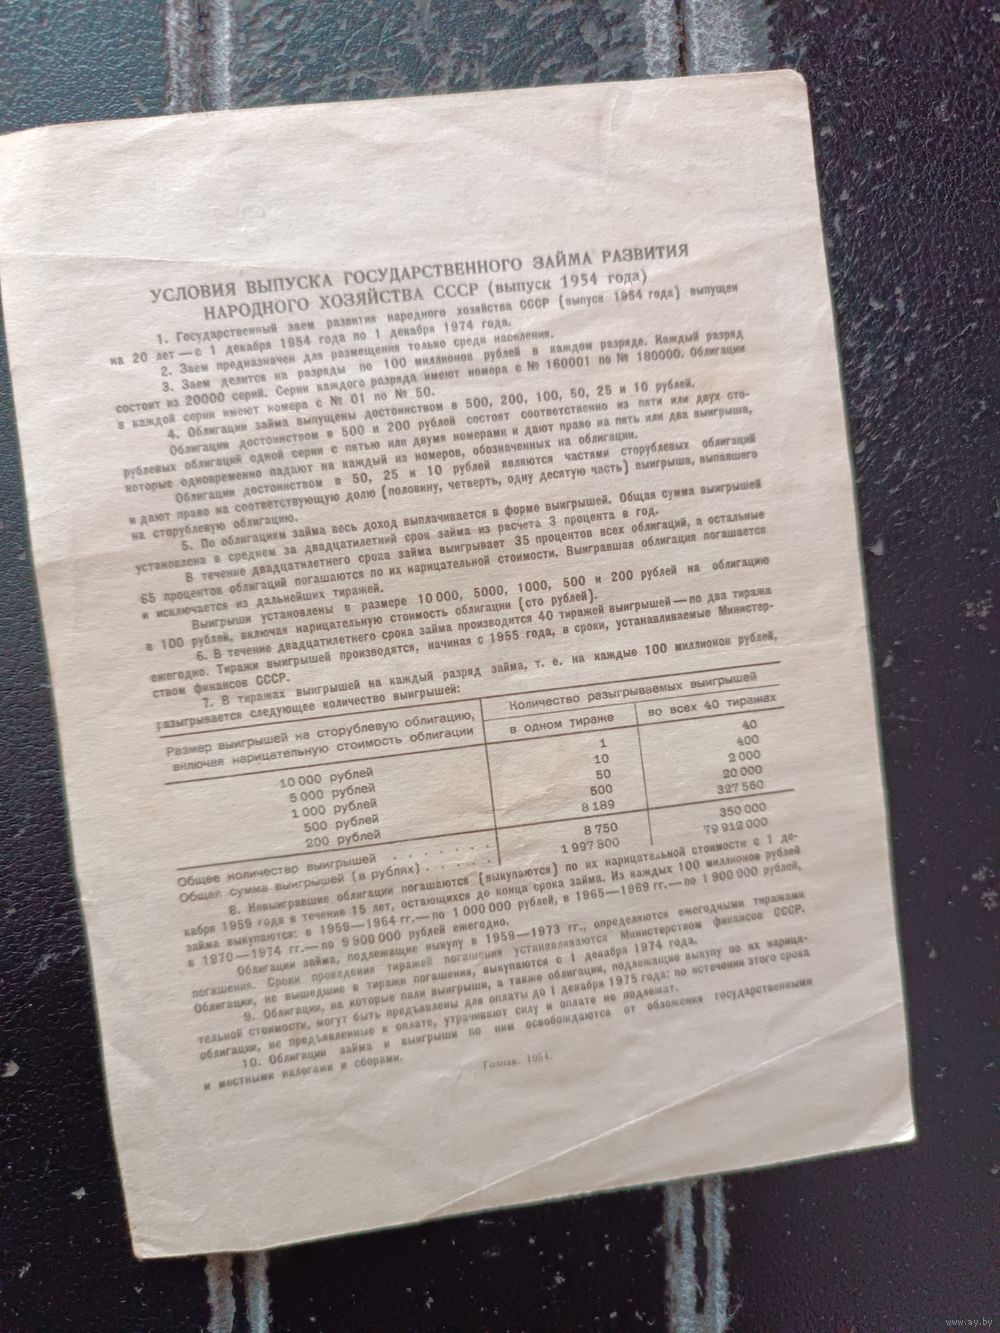 УСЛОВИЯ ВЫПУСКА ГОСУДАРСТВЕННОГО ЗАЙМА РАЗВИТИЯ
НАРОДНОГО ХОЗЯЙСТВА СССР (выпуск 1954 года)
1. Государственный заем развития народного хозяйства СССР (выпуск 1954 года) выпущен
на 20 лет — с 1 декабря 1954 года по 1 декабря 1974 года.
2. Заем предназначен для размещения только среди населения.
3. Заем делится на разряды по 100 миллионов рублей в каждом разряде. Каждый разряд
состоит из 20000 серий. Серии каждого разряда имеют номера с № 160001 по № 180000. Облигации
в каждой серии имеют номера с № 01 по № 50.
4. Облигации займа выпущены достоинством в 500, 200, 100, 50, 25 и 10 рублей.
Облигации достоинством в 500 и 200 рублей состоят соответственно из пяти или двух сто-
рублевых облигаций одной серии с пятью или двумя номерами и дают право на пять или два выигрыша,
которые одновременно падают на каждый из номеров, обозначенных на облигации.
Облигации достоинством в 50, 25 и 10 рублей являются частями сторублевых облигаций
и дают право на соответствующую долю (половину, четверть, одну десятую часть) выигрыша, выпавшего
на сторублевую облигацию.
5. По облигациям займа весь доход выплачивается в форме выигрышей. Общая сумма выигрышей
установлена в среднем за двадцатилетний срок займа из расчета 3 процента в год.
В течение двадцатилетнего срока займа выигрывает 35 процентов всех облигаций, а остальные
65 процентов облигаций погашаются по их нарицательной стоимости. Выигравшая облигация погашается
и исключается из дальнейших тиражей.
Выигрыши установлены в размере 10 000, 5000, 1000, 500 и 200 рублей на облигацию
в 100 рублей, включая нарицательную стоимость облигации (сто рублей).
6. В течение двадцатилетнего срока займа производится 40 тиражей выигрышей — по два тиража
ежегодно. Тиражи выигрышей производятся, начиная с 1955 года, в сроки, устанавливаемые Министер-
ством финансов СССР.
7. В тиражах выигрышей на каждый разряд займа, т. е. на каждые 100 миллионов рублей,
разыгрывается следующее количество выигрышей:
Размер выигрышей на сторублевую облигацию,
включая нарицательную стоимость облигации
Количество разыгрываемых выигрышей
в одном тираже во всех 40 тиражах
10 000 рублей 1 40
5 000 рублей 10 400
1 000 рублей 50 2 000
500 рублей 500 20 000
200 рублей 8 189 327 560
Общее количество выигрышей . . . . . . . 8 750 350 000
Общая сумма выигрышей (в рублях) . . . . . 1 997 800 79 912 000
8. Невыигравшие облигации погашаются (выкупаются) по их нарицательной стоимости с 1 де-
кабря 1959 года в течение 15 лет, остающихся до конца срока займа. Из каждых 100 миллионов рублей
займа выкупаются: в 1959—1964 гг. — по 1 000 000 рублей, в 1965—1969 гг. — по 1 900 000 рублей,
в 1970—1974 гг. — по 9 900 000 рублей ежегодно.
Облигации займа, подлежащие выкупу в 1959—1973 гг., определяются ежегодными тиражами
погашения. Сроки проведения тиражей погашения устанавливаются Министерством финансов СССР.
Облигации, не вышедшие в тиражи погашения, выкупаются с 1 декабря 1974 года.
9. Облигации, на которые пали выигрыши, а также облигации, подлежащие выкупу по их нарица-
тельной стоимости, могут быть предъявлены для оплаты до 1 декабря 1975 года; по истечении этого срока
облигации, не предъявленные к оплате, утрачивают силу и оплате не подлежат.
10. Облигации займа и выигрыши по ним освобождаются от обложения государственными
и местными налогами и сборами.
Гознак. 1954.
www.ay.by